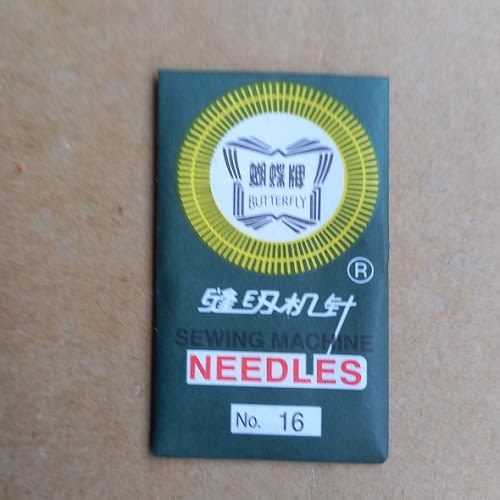 蝴蝶牌
BUTTERFLY
®
缝纫机针
SEWING MACHINE
NEEDLES
No. 16